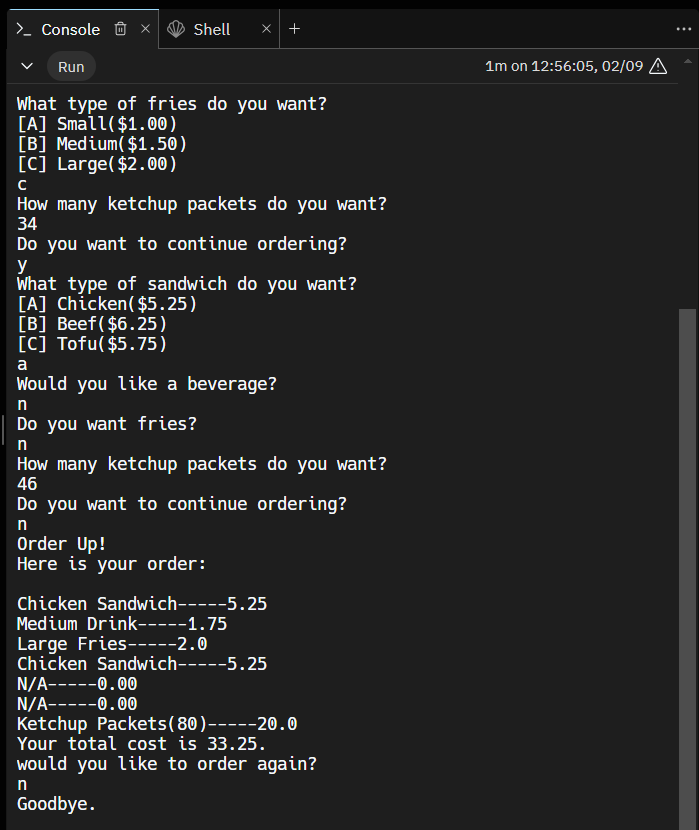 Console
Shell
Run
1m on 12:56:05, 02/09
What type of fries do you want?
[A] Small($1.00)
[B] Medium($1.50)
[C] Large($2.00)
c
How many ketchup packets do you want?
34
Do you want to continue ordering?
y
What type of sandwich do you want?
[A] Chicken($5.25)
[B] Beef($6.25)
[C] Tofu($5.75)
a
Would you like a beverage?
n
Do you want fries?
n
How many ketchup packets do you want?
46
Do you want to continue ordering?
n
Order Up!
Here is your order:

Chicken Sandwich-----5.25
Medium Drink-----1.75
Large Fries-----2.0
Chicken Sandwich-----5.25
N/A-----0.00
N/A-----0.00
Ketchup Packets(80)-----20.0
Your total cost is 33.25.
would you like to order again?
n
Goodbye.